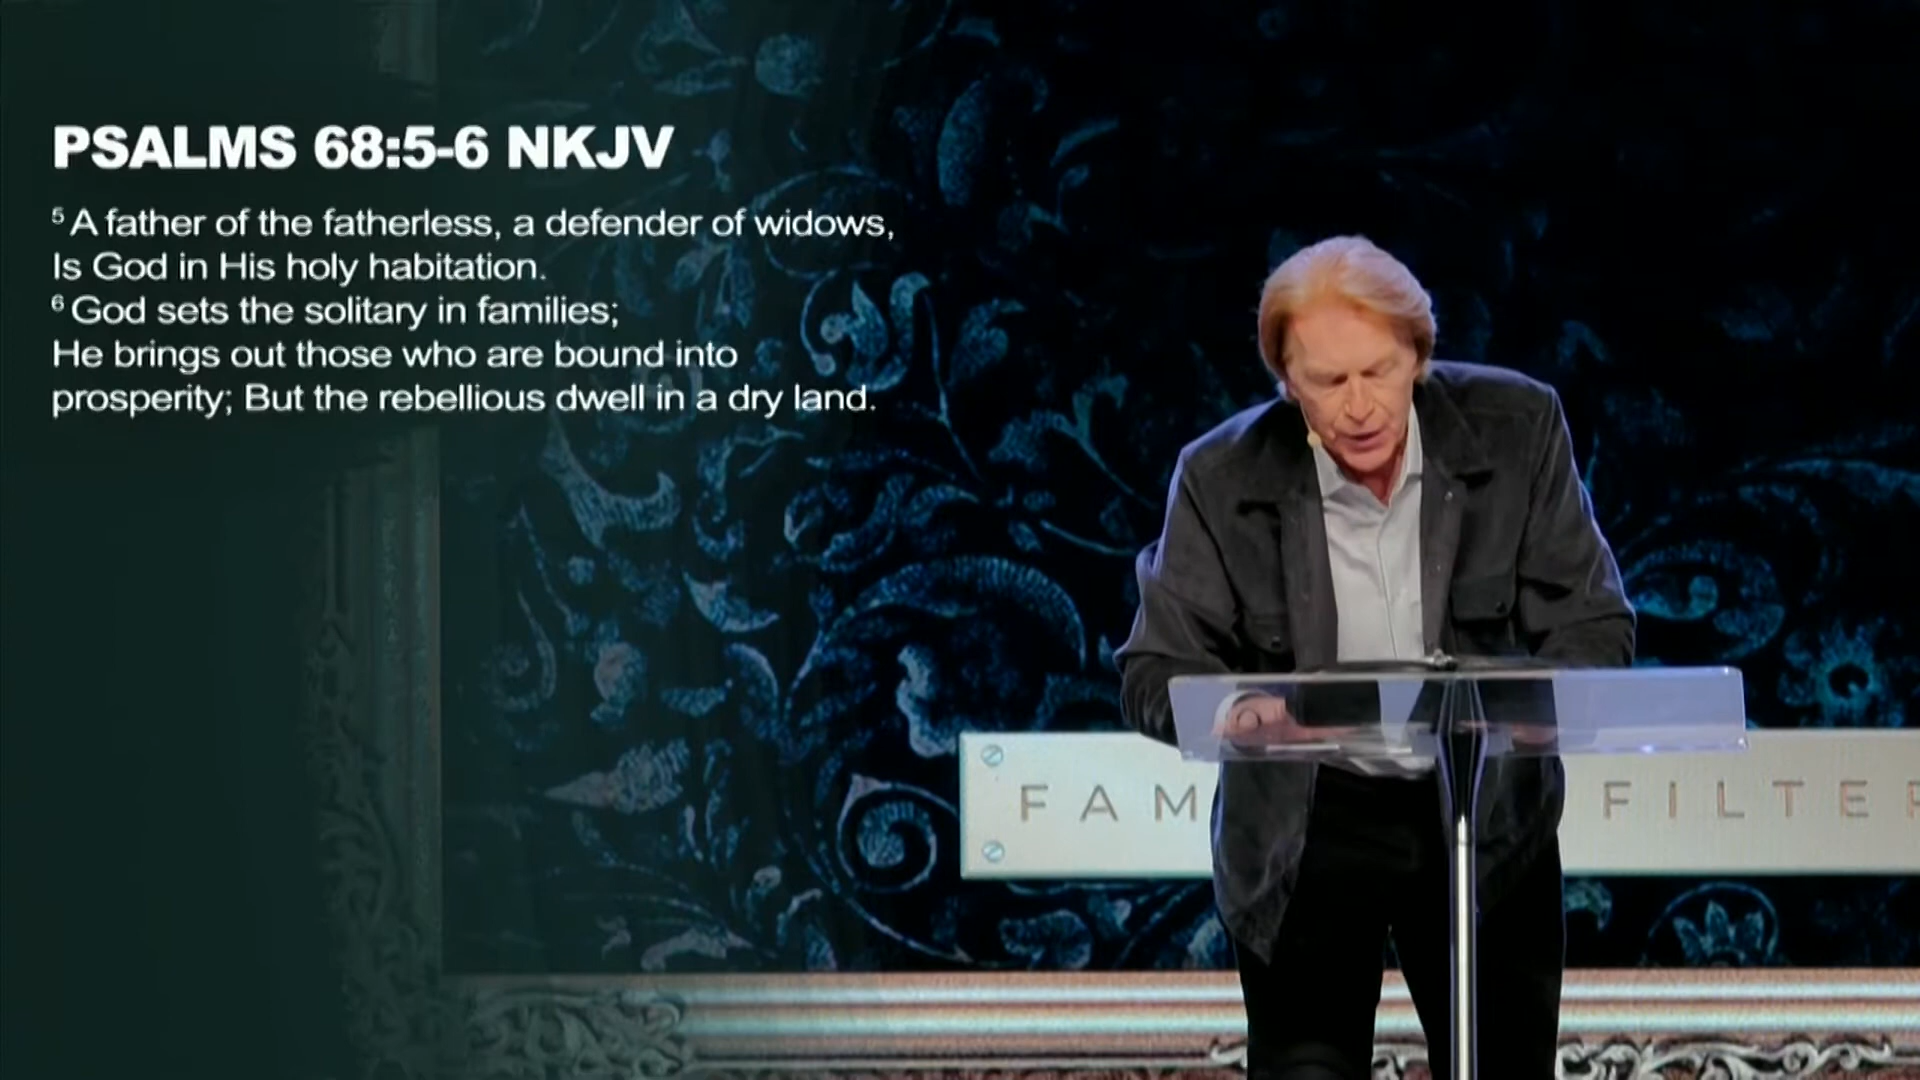 PSALMS 68:5-6 NKJV
5 A father of the fatherless, a defender of widows,
Is God in His holy habitation.
6 God sets the solitary in families;
He brings out those who are bound into
prosperity; But the rebellious dwell in a dry land.
FAM FILTER